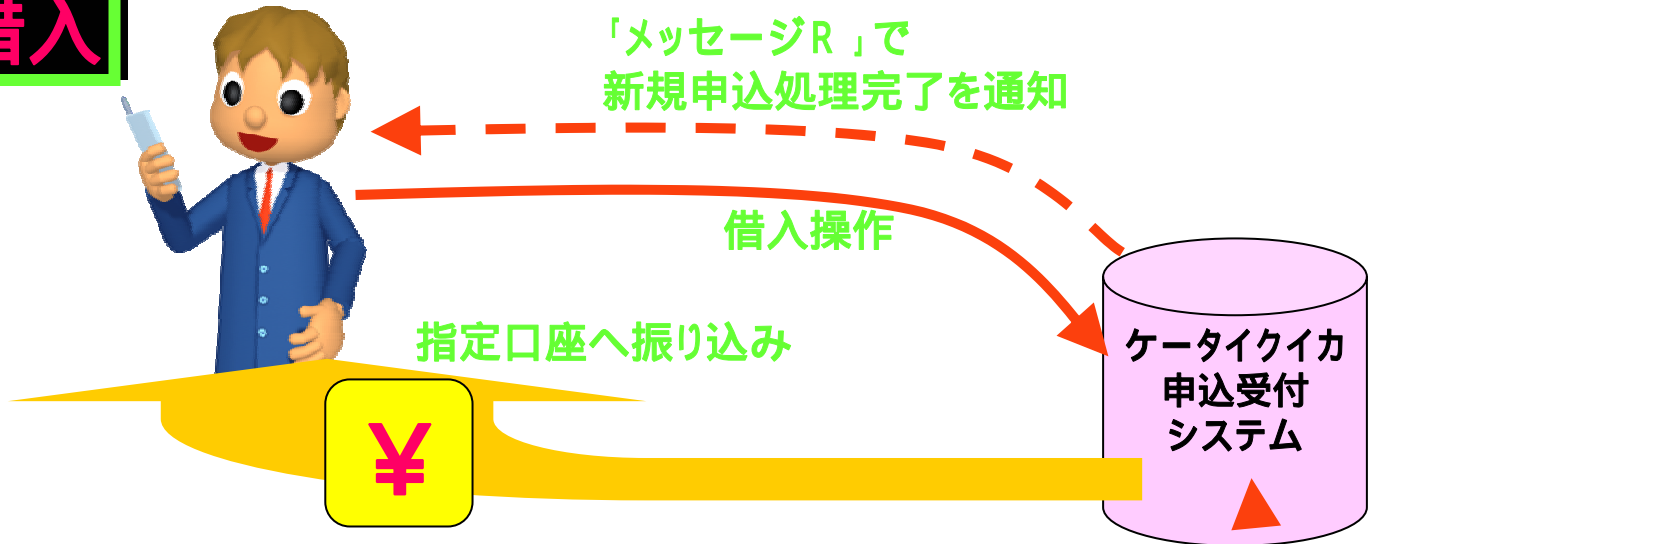 借入
「メッセージR 」で
新規申込処理完了を通知
借入操作
指定口座へ振り込み
¥
ケータイクイカ
申込受付
システム